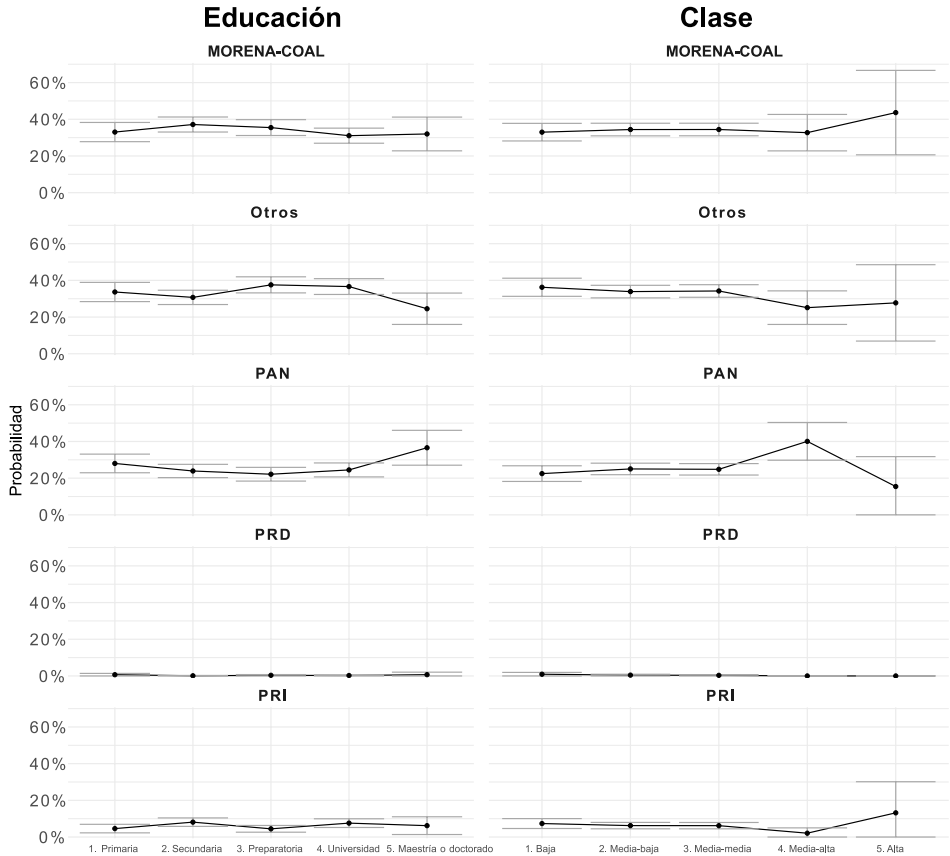 Educación Clase
MORENA-COAL MORENA-COAL
60%
40%
20%
0%
Otros Otros
60%
40%
20%
0%
PAN PAN
60%
40%
20%
0%
PRD PRD
60%
40%
20%
0%
PRI PRI
60%
40%
20%
0%
Probabilidad
1. Primaria 2. Secundaria 3. Preparatoria 4. Universidad 5. Maestría o doctorado 1. Baja 2. Media-baja 3. Media-media 4. Media-alta 5. Alta